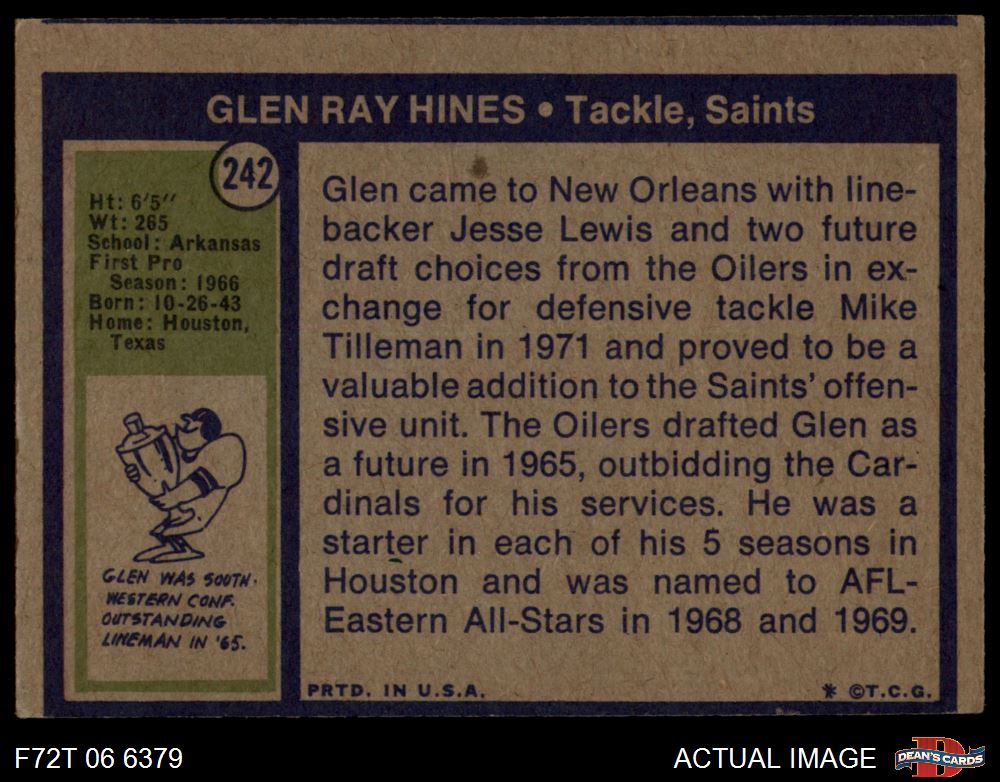 GLEN RAY HINES • Tackle, Saints
242
Ht: 6'5"
Wt: 265
School: Arkansas
First Pro
Season: 1966
Born: 10-26-43
Home: Houston,
Texas
GLEN WAS SOUTH-
WESTERN CONF.
OUTSTANDING
LINEMAN IN '65.
Glen came to New Orleans with line-
backer Jesse Lewis and two future
draft choices from the Oilers in ex-
change for defensive tackle Mike
Tilleman in 1971 and proved to be a
valuable addition to the Saints' offen-
sive unit. The Oilers drafted Glen as
a future in 1965, outbidding the Car-
dinals for his services. He was a
starter in each of his 5 seasons in
Houston and was named to AFL-
Eastern All-Stars in 1968 and 1969.
PRTD. IN U.S.A.
* ©T.C.G.
F72T 06 6379
ACTUAL IMAGE
DEAN'S CARDS